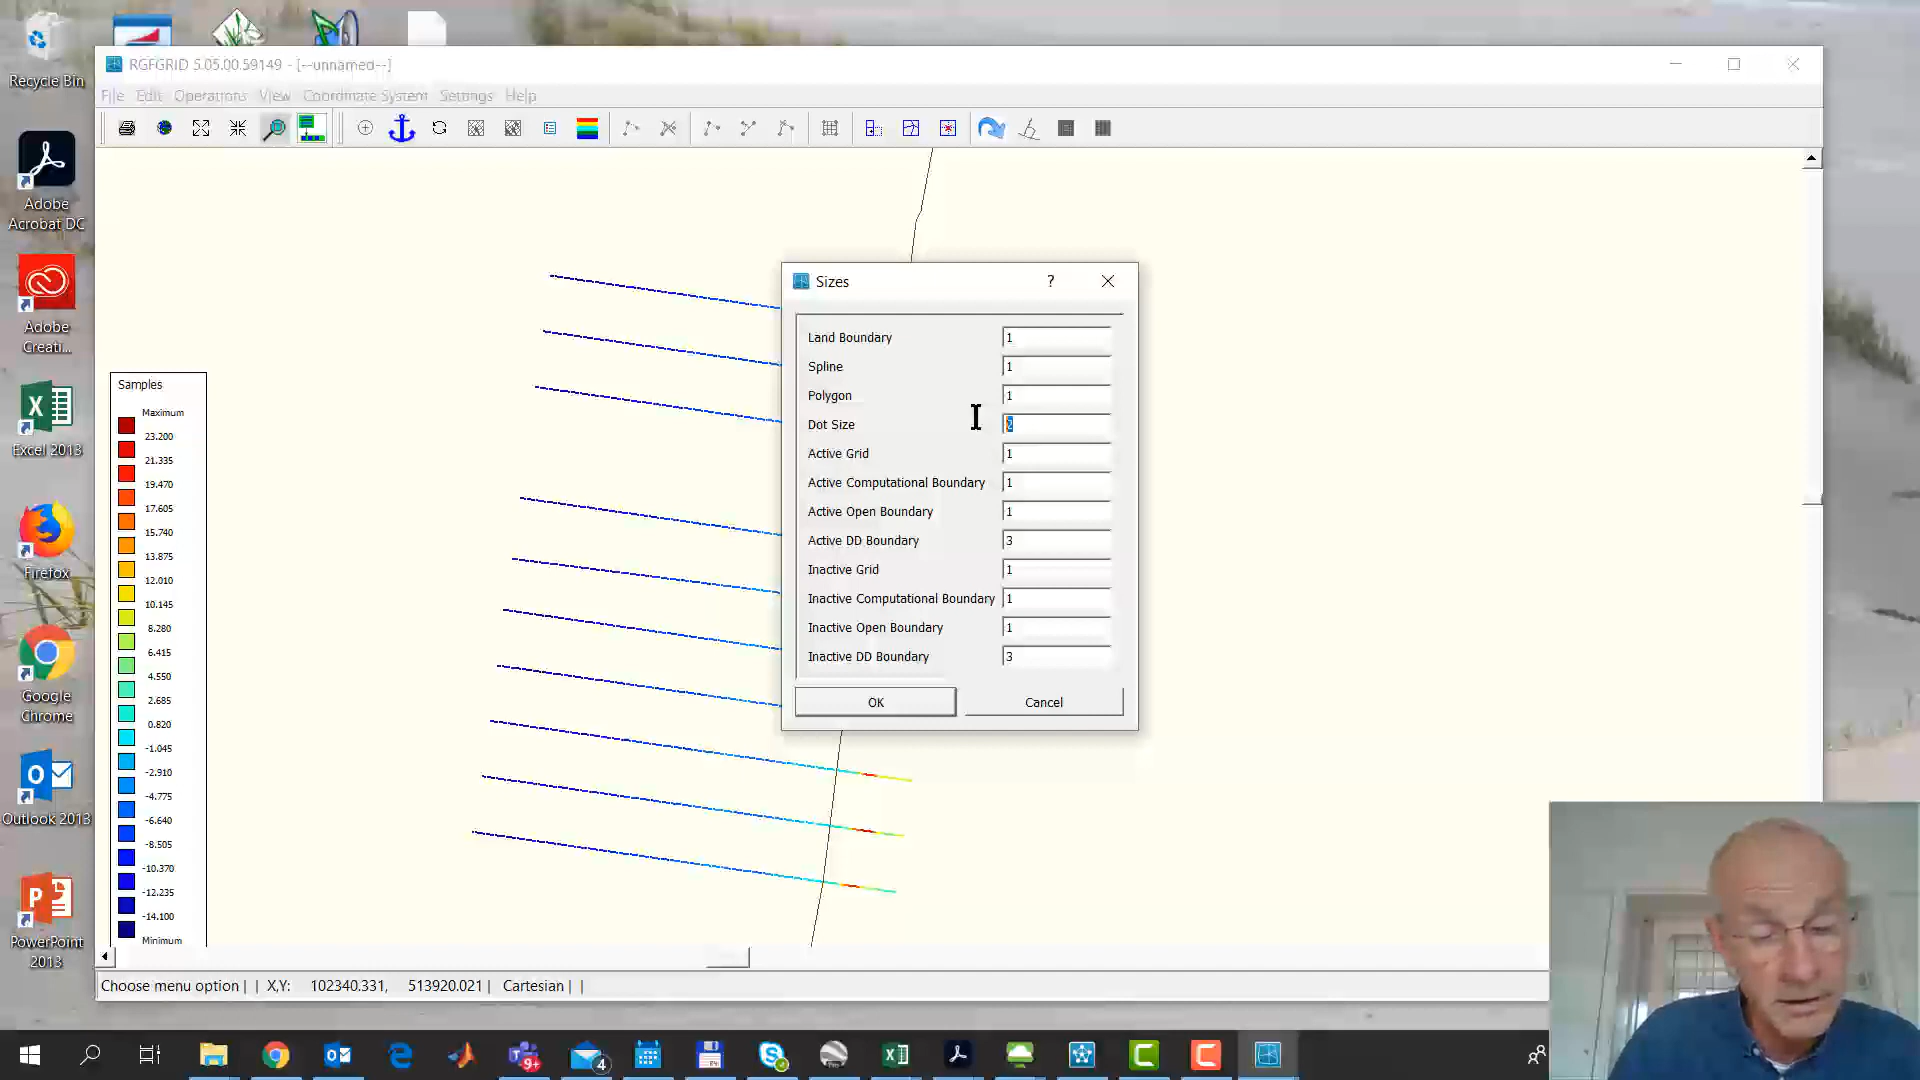 Recycle Bin
Adobe
Acrobat DC
Adobe
Creati...
Excel 2013
Firefox
Google
Chrome
Outlook 2013
PowerPoint
2013
RGFGRID 5.05.00.59149 - [--unnamed--]
File Edit Operations View Coordinate System Settings Help
Samples
Maximum
23.200
21.335
19.470
17.605
15.740
13.875
12.010
10.145
8.280
6.415
4.550
2.685
0.820
-1.045
-2.910
-4.775
-6.640
-8.505
-10.370
-12.235
-14.100
Minimum
Sizes ?
Land Boundary 1
Spline 1
Polygon 1
Dot Size 2
Active Grid 1
Active Computational Boundary 1
Active Open Boundary 1
Active DD Boundary 3
Inactive Grid 1
Inactive Computational Boundary 1
Inactive Open Boundary 1
Inactive DD Boundary 3
OK Cancel
Choose menu option | | X,Y: 102340.331, 513920.021 | Cartesian | |
9+
4